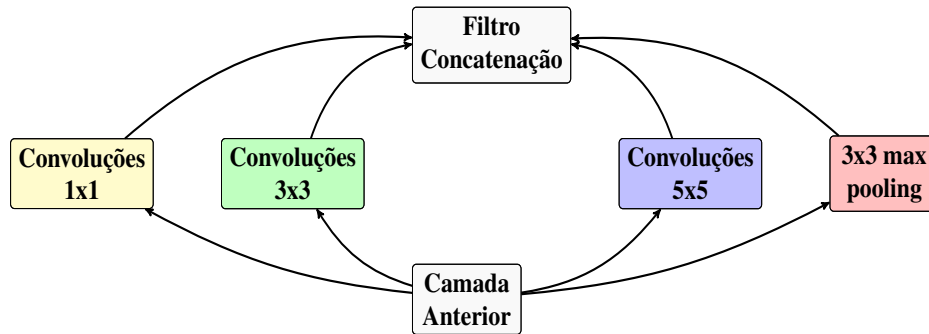 Filtro
Concatenação
Convoluções
1x1
Convoluções
3x3
Convoluções
5x5
3x3 max
pooling
Camada
Anterior